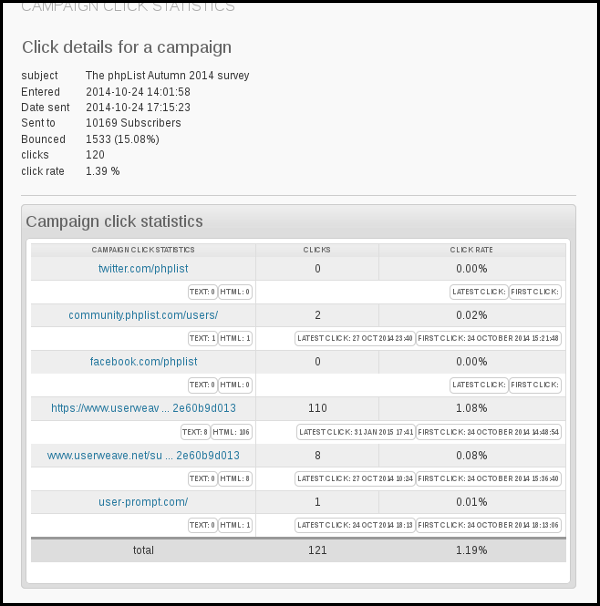 CAMPAIGN CLICK STATISTICS
Click details for a campaign
subject The phpList Autumn 2014 survey
Entered 2014-10-24 14:01:58
Date sent 2014-10-24 17:15:23
Sent to 10169 Subscribers
Bounced 1533 (15.08%)
clicks 120
click rate 1.39 %
Campaign click statistics
CAMPAIGN CLICK STATISTICS CLICKS CLICK RATE
twitter.com/phplist 0 0.00%
TEXT: 0 HTML: 0 LATEST CLICK: FIRST CLICK:
community.phplist.com/users/ 2 0.02%
TEXT: 1 HTML: 1 LATEST CLICK: 27 OCT 2014 23:40 FIRST CLICK: 24 OCTOBER 2014 15:21:48
facebook.com/phplist 0 0.00%
TEXT: 0 HTML: 0 LATEST CLICK: FIRST CLICK:
https://www.userweav ... 2e60b9d013 110 1.08%
TEXT: 8 HTML: 106 LATEST CLICK: 31 JAN 2015 17:41 FIRST CLICK: 24 OCTOBER 2014 14:48:54
www.userweave.net/su ... 2e60b9d013 8 0.08%
TEXT: 0 HTML: 8 LATEST CLICK: 27 OCT 2014 10:24 FIRST CLICK: 24 OCTOBER 2014 15:36:40
user-prompt.com/ 1 0.01%
TEXT: 0 HTML: 1 LATEST CLICK: 24 OCT 2014 18:13 FIRST CLICK: 24 OCTOBER 2014 18:13:06
total 121 1.19%